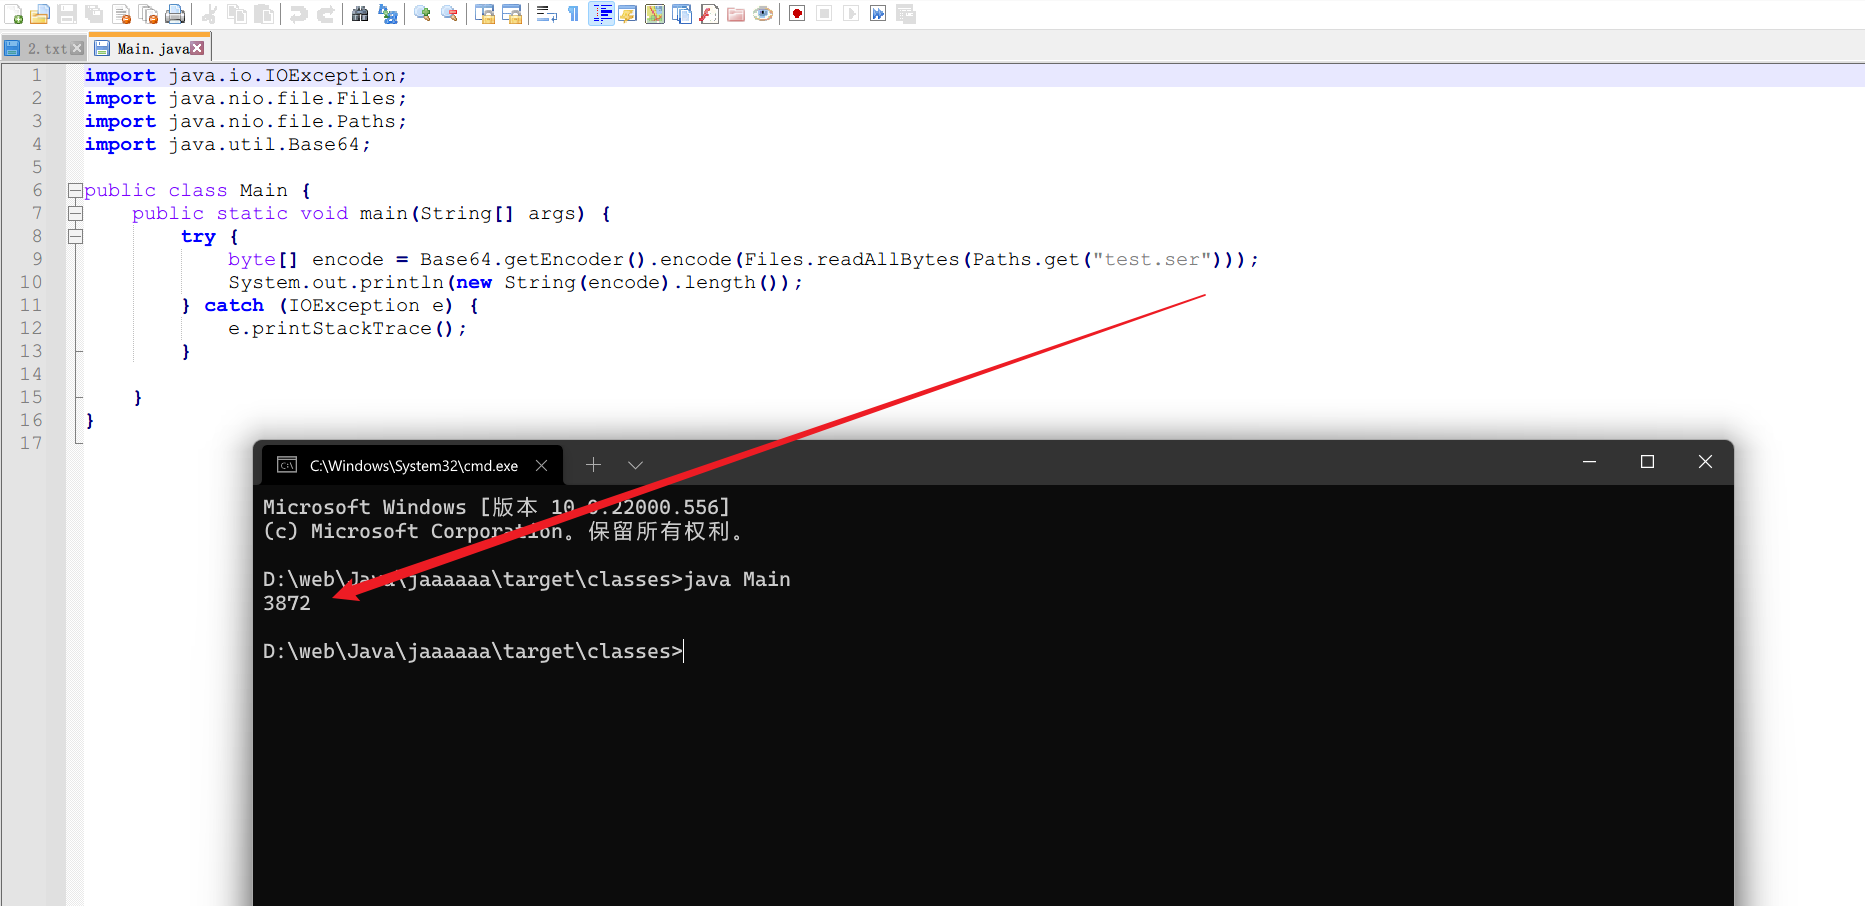 2.txt
Main.java
1 import java.io.IOException;
2 import java.nio.file.Files;
3 import java.nio.file.Paths;
4 import java.util.Base64;
5
6 public class Main {
7     public static void main(String[] args) {
8         try {
9             byte[] encode = Base64.getEncoder().encode(Files.readAllBytes(Paths.get("test.ser")));
10             System.out.println(new String(encode).length());
11         } catch (IOException e) {
12             e.printStackTrace();
13         }
14
15     }
16 }
17
C:\Windows\System32\cmd.exe
Microsoft Windows [版本 10.0.22000.556]
(c) Microsoft Corporation。保留所有权利。
D:\web\Java\jaaaaaa\target\classes>java Main
3872
D:\web\Java\jaaaaaa\target\classes>